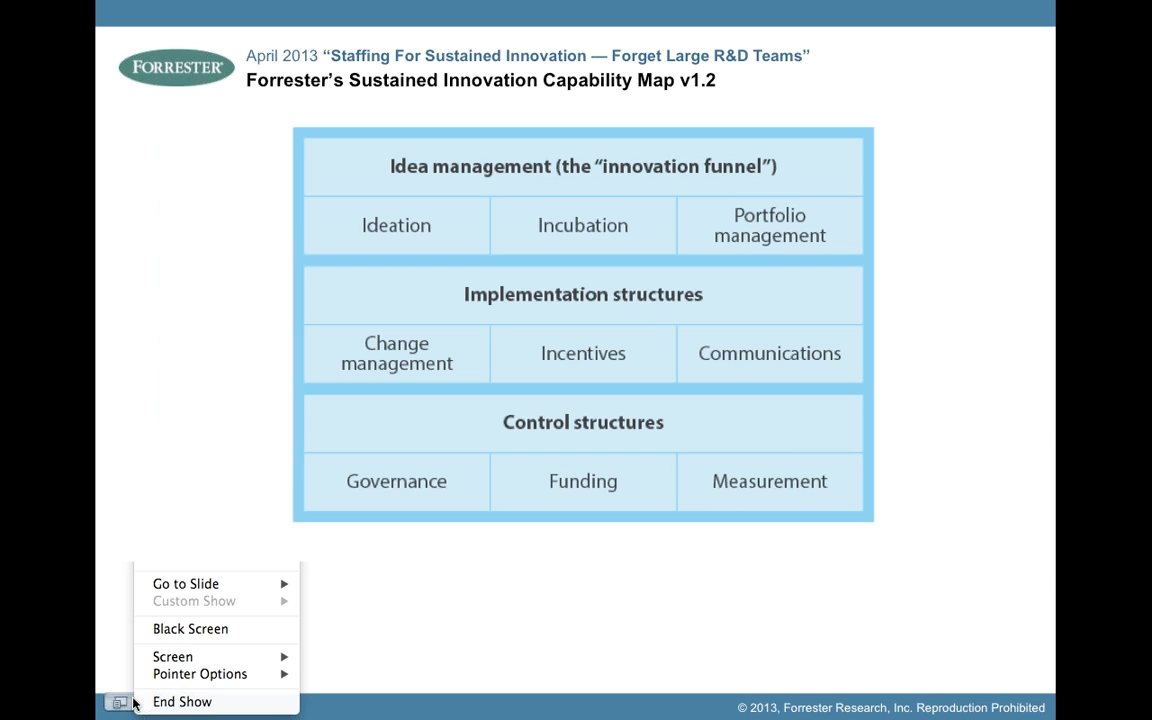 April 2013 “Staffing For Sustained Innovation — Forget Large R&D Teams”
FORRESTER®
Forrester’s Sustained Innovation Capability Map v1.2
Idea management (the “innovation funnel”)
Ideation
Incubation
Portfolio
management
Implementation structures
Change
management
Incentives
Communications
Control structures
Governance
Funding
Measurement
Go to Slide
Custom Show
Black Screen
Screen
Pointer Options
End Show
© 2013, Forrester Research, Inc. Reproduction Prohibited